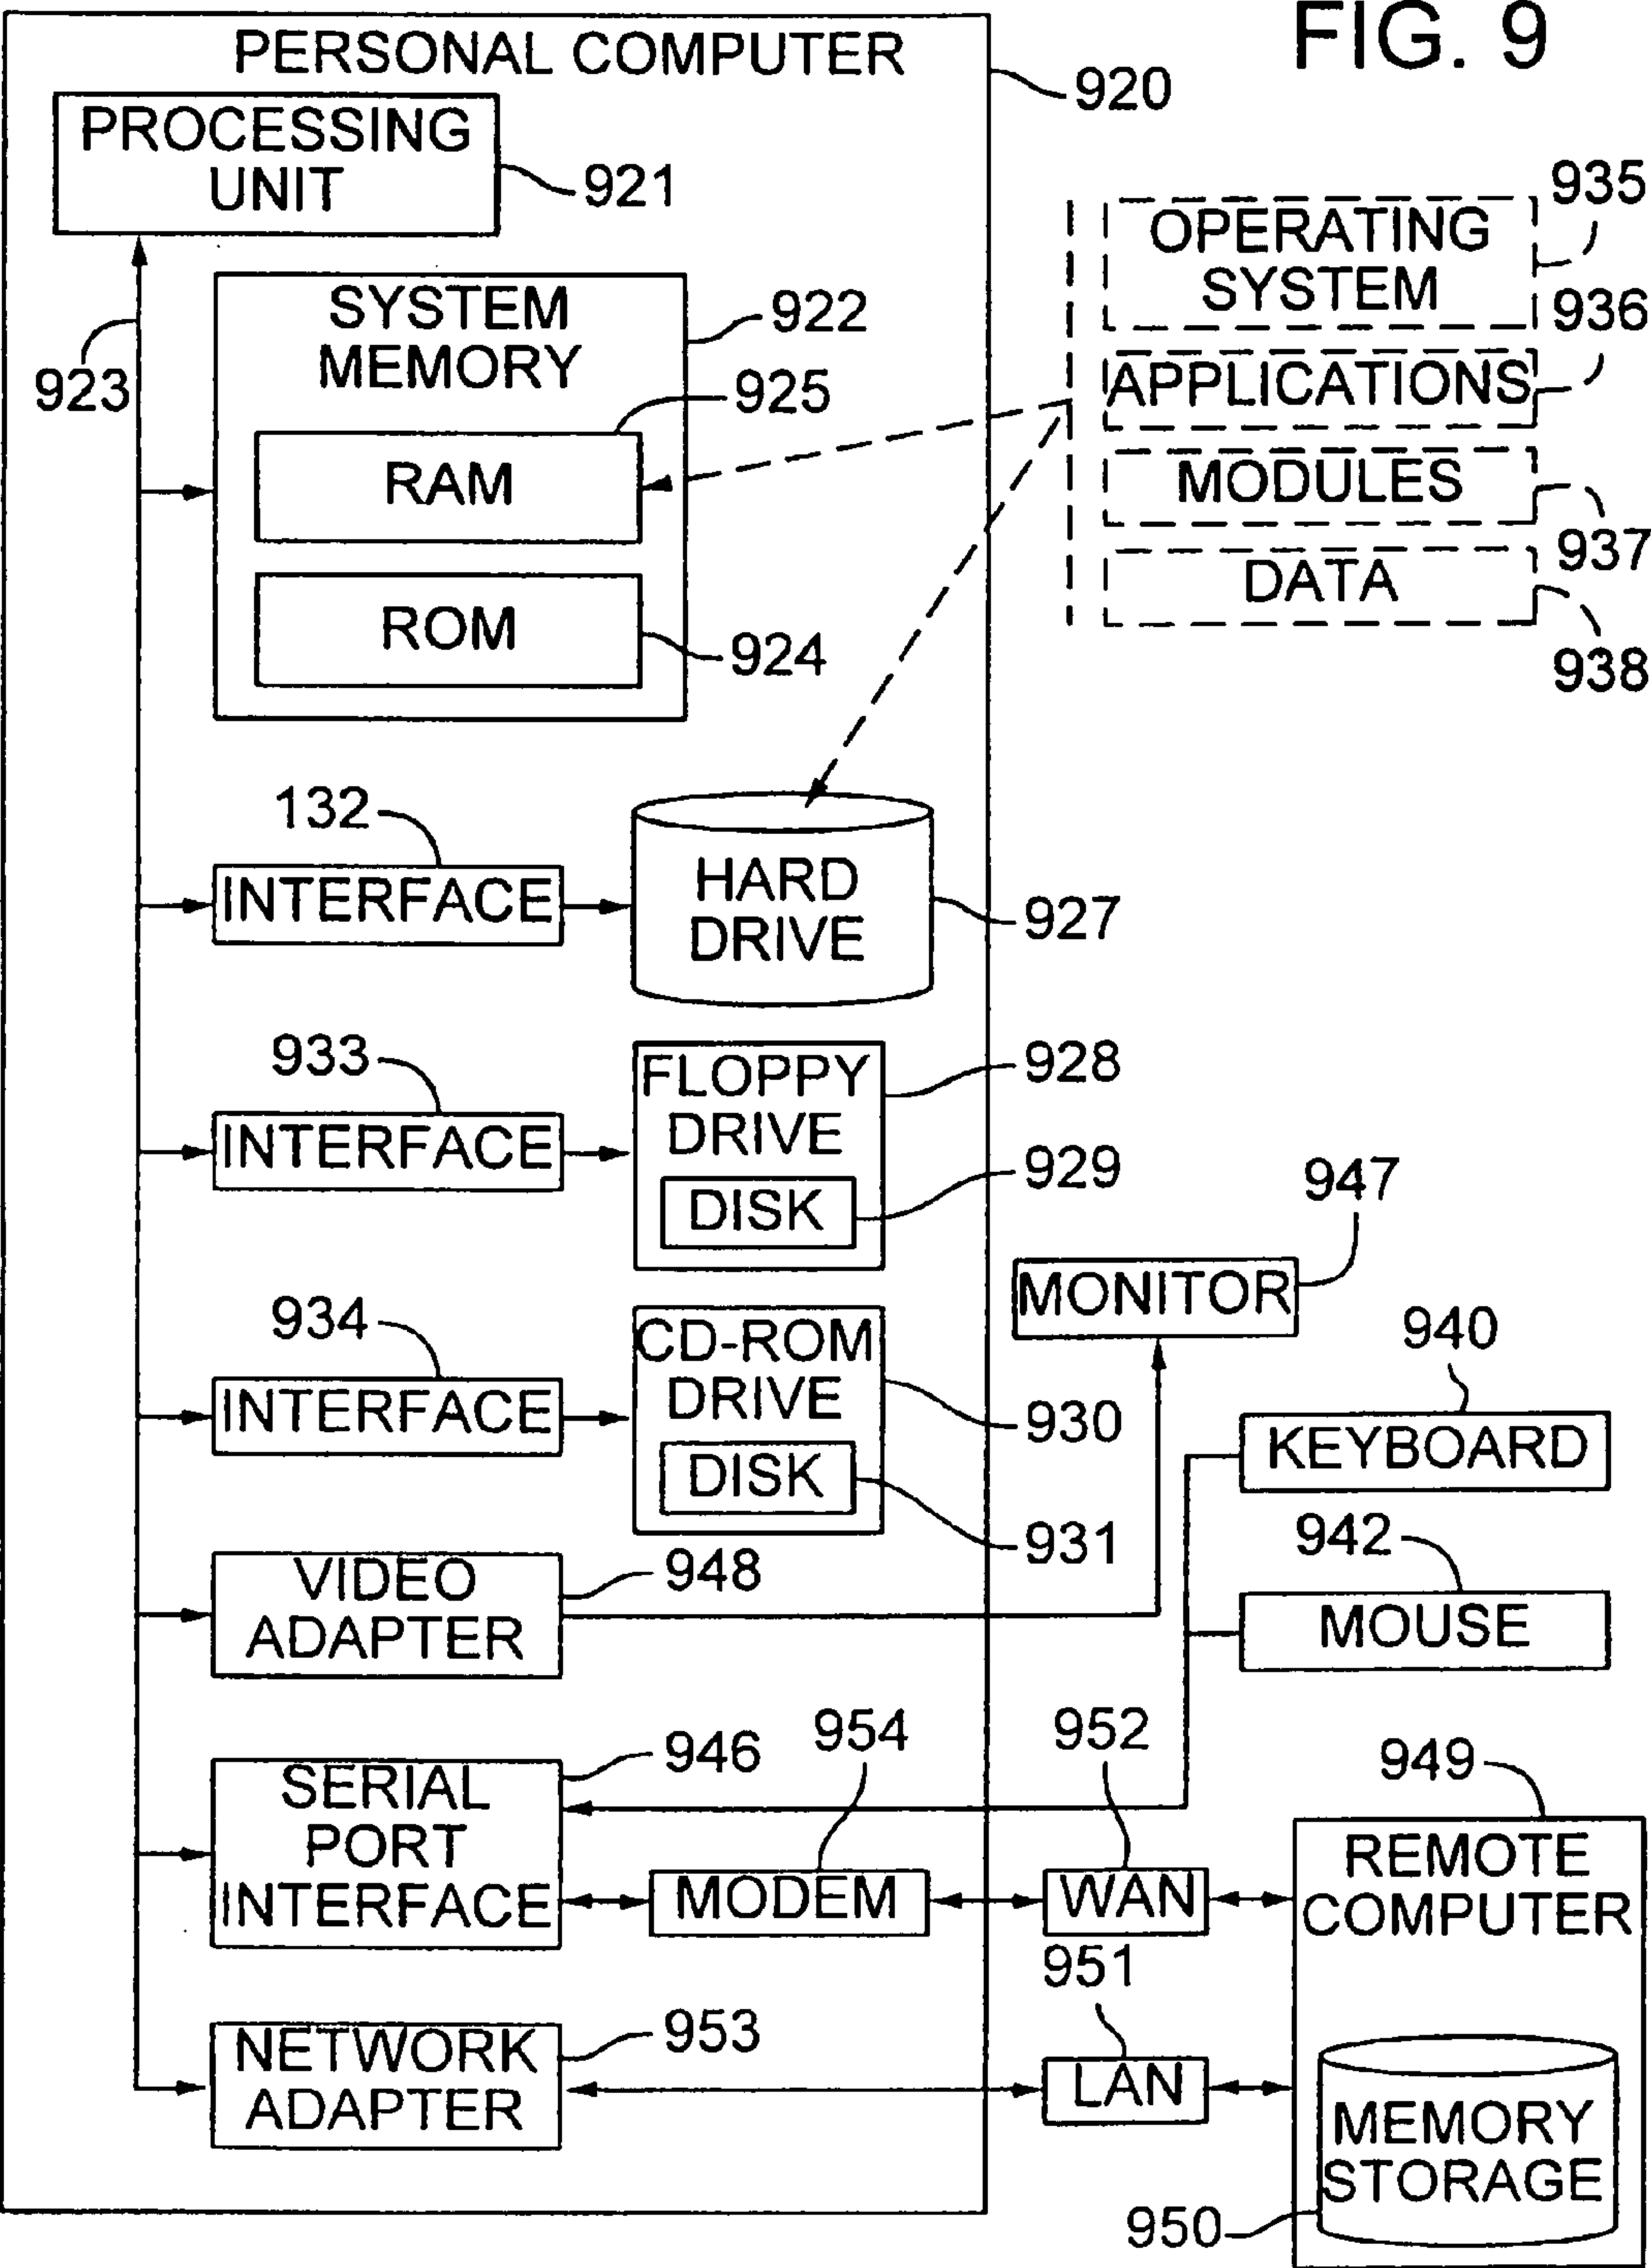 FIG. 9
PERSONAL COMPUTER
920
PROCESSING
UNIT
921
923
SYSTEM
MEMORY
922
925
RAM
ROM
924
935
OPERATING
SYSTEM
936
APPLICATIONS
MODULES
937
DATA
938
132
INTERFACE
HARD
DRIVE
927
933
INTERFACE
FLOPPY
DRIVE
928
DISK
929
934
INTERFACE
CD-ROM
DRIVE
930
DISK
931
947
MONITOR
940
KEYBOARD
942
MOUSE
VIDEO
ADAPTER
948
946
SERIAL
PORT
INTERFACE
954
MODEM
952
WAN
951
LAN
949
REMOTE
COMPUTER
MEMORY
STORAGE
950
NETWORK
ADAPTER
953